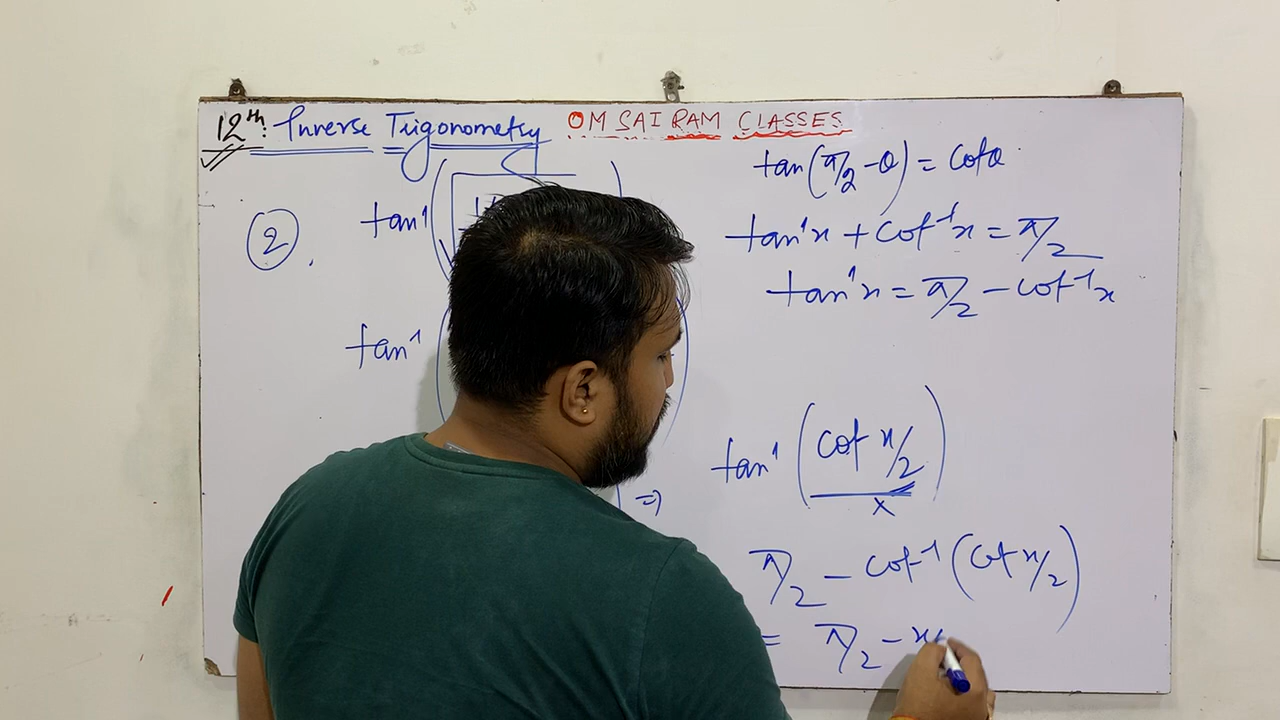 12th: Inverse Trigonometry OM SAI RAM CLASSES
tan(π/2 - θ) = cotθ
② . tan⁻¹
tan⁻¹x + cot⁻¹x = π/2
tan⁻¹x = π/2 - cot⁻¹x
tan⁻¹
⇒ tan⁻¹(cot x/2)
x
π/2 - cot⁻¹(cot x/2)
= π/2 - x